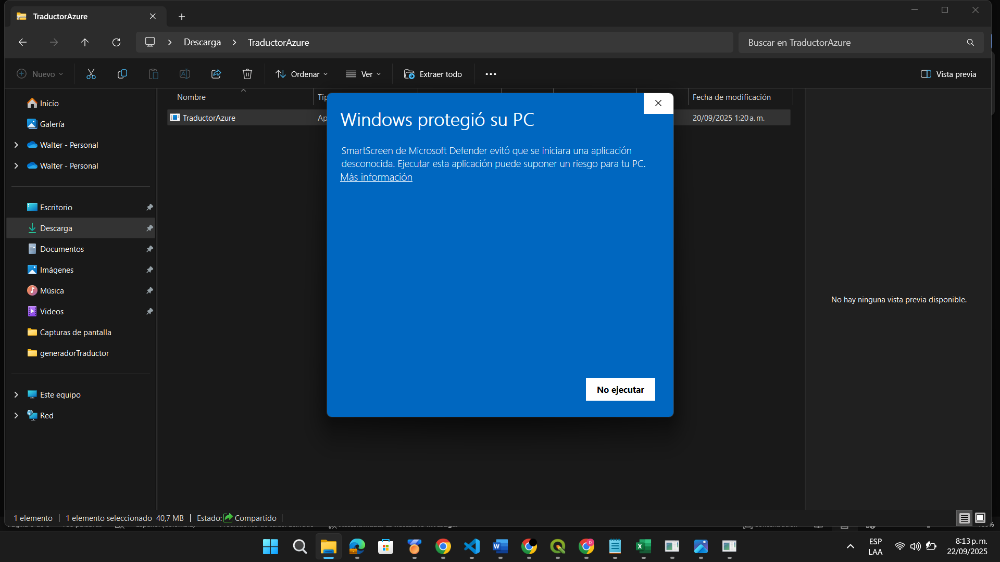 TraductorAzure
Descarga
TraductorAzure
Buscar en TraductorAzure
Nuevo
Ordenar
Ver
Extraer todo
Vista previa
Inicio
Galería
Walter - Personal
Walter - Personal
Escritorio
Descarga
Documentos
Imágenes
Música
Videos
Capturas de pantalla
generadorTraductor
Este equipo
Red
Nombre
Tip
Fecha de modificación
TraductorAzure
Ap
20/09/2025 1:20 a. m.
Windows protegió su PC
SmartScreen de Microsoft Defender evitó que se iniciara una aplicación
desconocida. Ejecutar esta aplicación puede suponer un riesgo para tu PC.
Más información
No ejecutar
No hay ninguna vista previa disponible.
1 elemento
1 elemento seleccionado 40,7 MB
Estado: Compartido
ESP
LAA
8:13 p. m.
22/09/2025